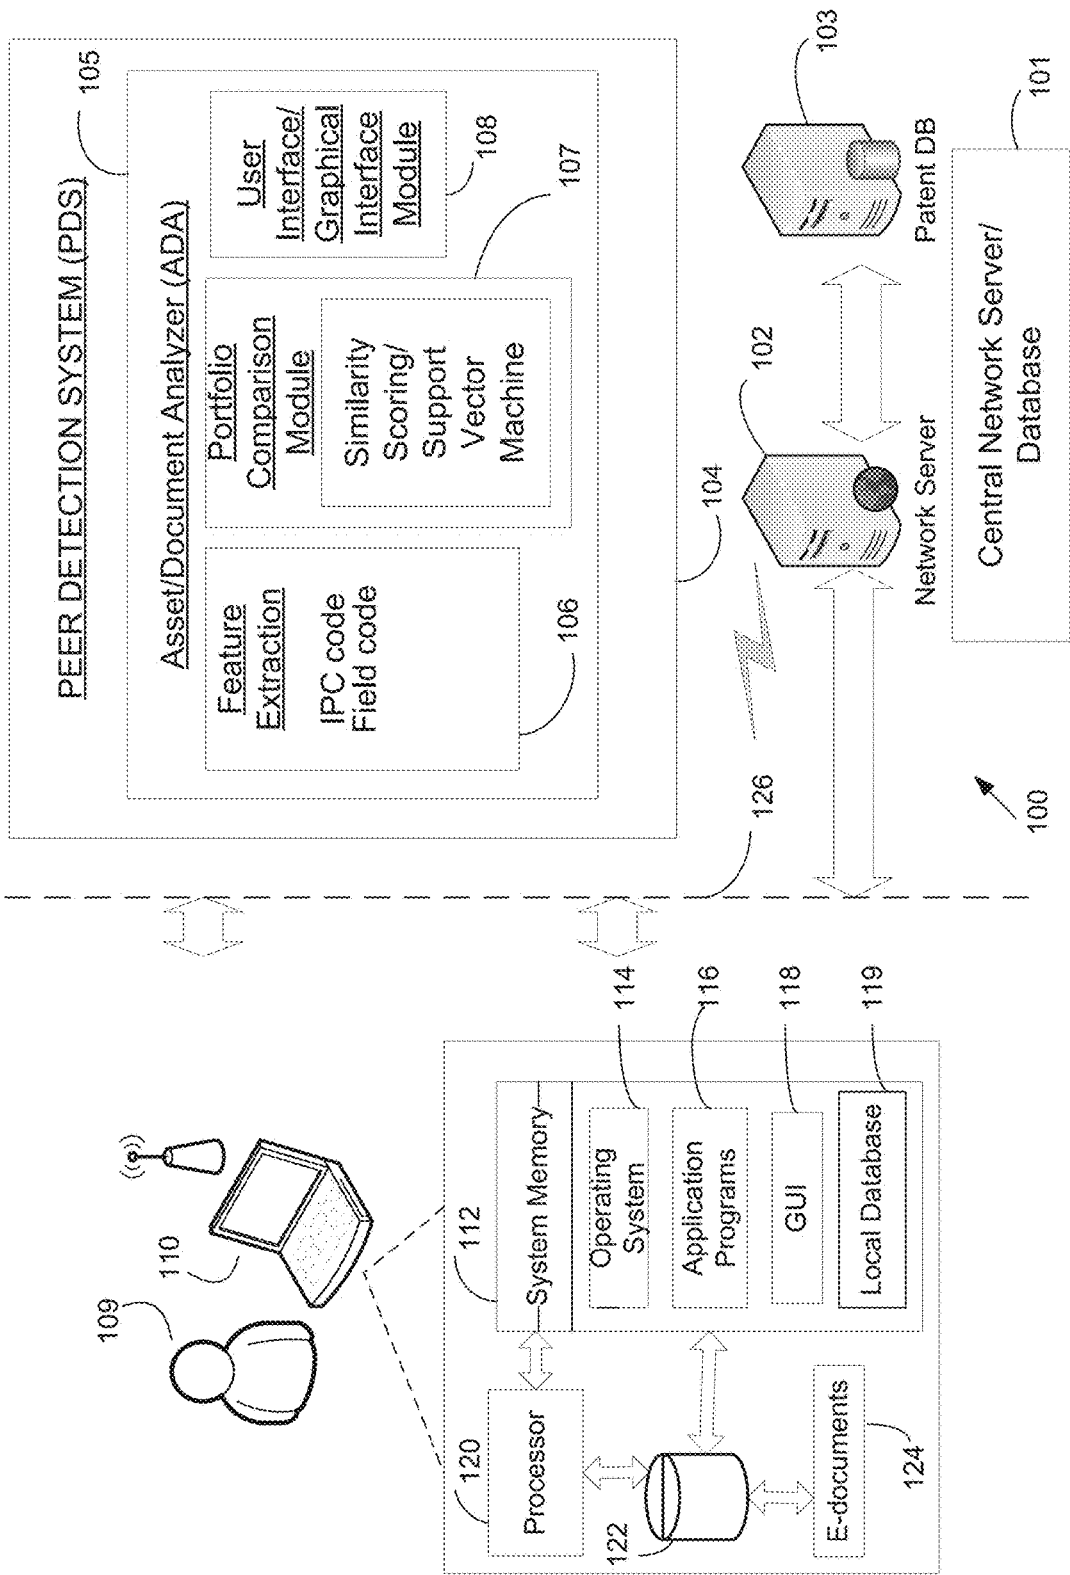 109
110
120
Processor
122
E-documents
124
112
System Memory
Operating
System
114
Application
Programs
116
GUI
118
Local Database
119
126
100
PEER DETECTION SYSTEM (PDS)
105
Asset/Document Analyzer (ADA)
Feature
Extraction
IPC code
Field code
106
Portfolio
Comparison
Module
Similarity
Scoring/
Support
Vector
Machine
107
User
Interface/
Graphical
Interface
Module
108
104
102
Network Server
103
Patent DB
Central Network Server/
Database
101